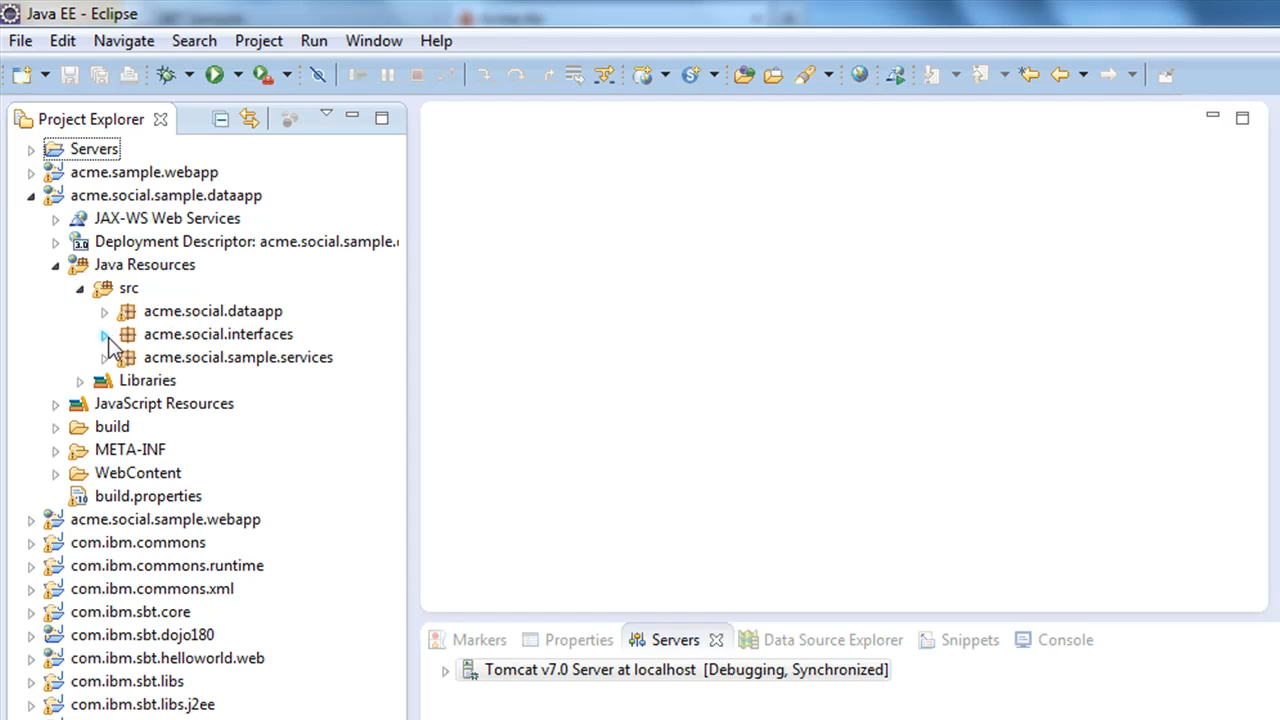 Java EE - Eclipse
File Edit Navigate Search Project Run Window Help
Project Explorer
Servers
acme.sample.webapp
acme.social.sample.dataapp
JAX-WS Web Services
3.0 Deployment Descriptor: acme.social.sample.
Java Resources
src
acme.social.dataapp
acme.social.interfaces
acme.social.sample.services
Libraries
JavaScript Resources
build
META-INF
WebContent
build.properties
acme.social.sample.webapp
com.ibm.commons
com.ibm.commons.runtime
com.ibm.commons.xml
com.ibm.sbt.core
com.ibm.sbt.dojo180
com.ibm.sbt.helloworld.web
com.ibm.sbt.libs
com.ibm.sbt.libs.j2ee
Markers Properties Servers Data Source Explorer Snippets Console
Tomcat v7.0 Server at localhost [Debugging, Synchronized]